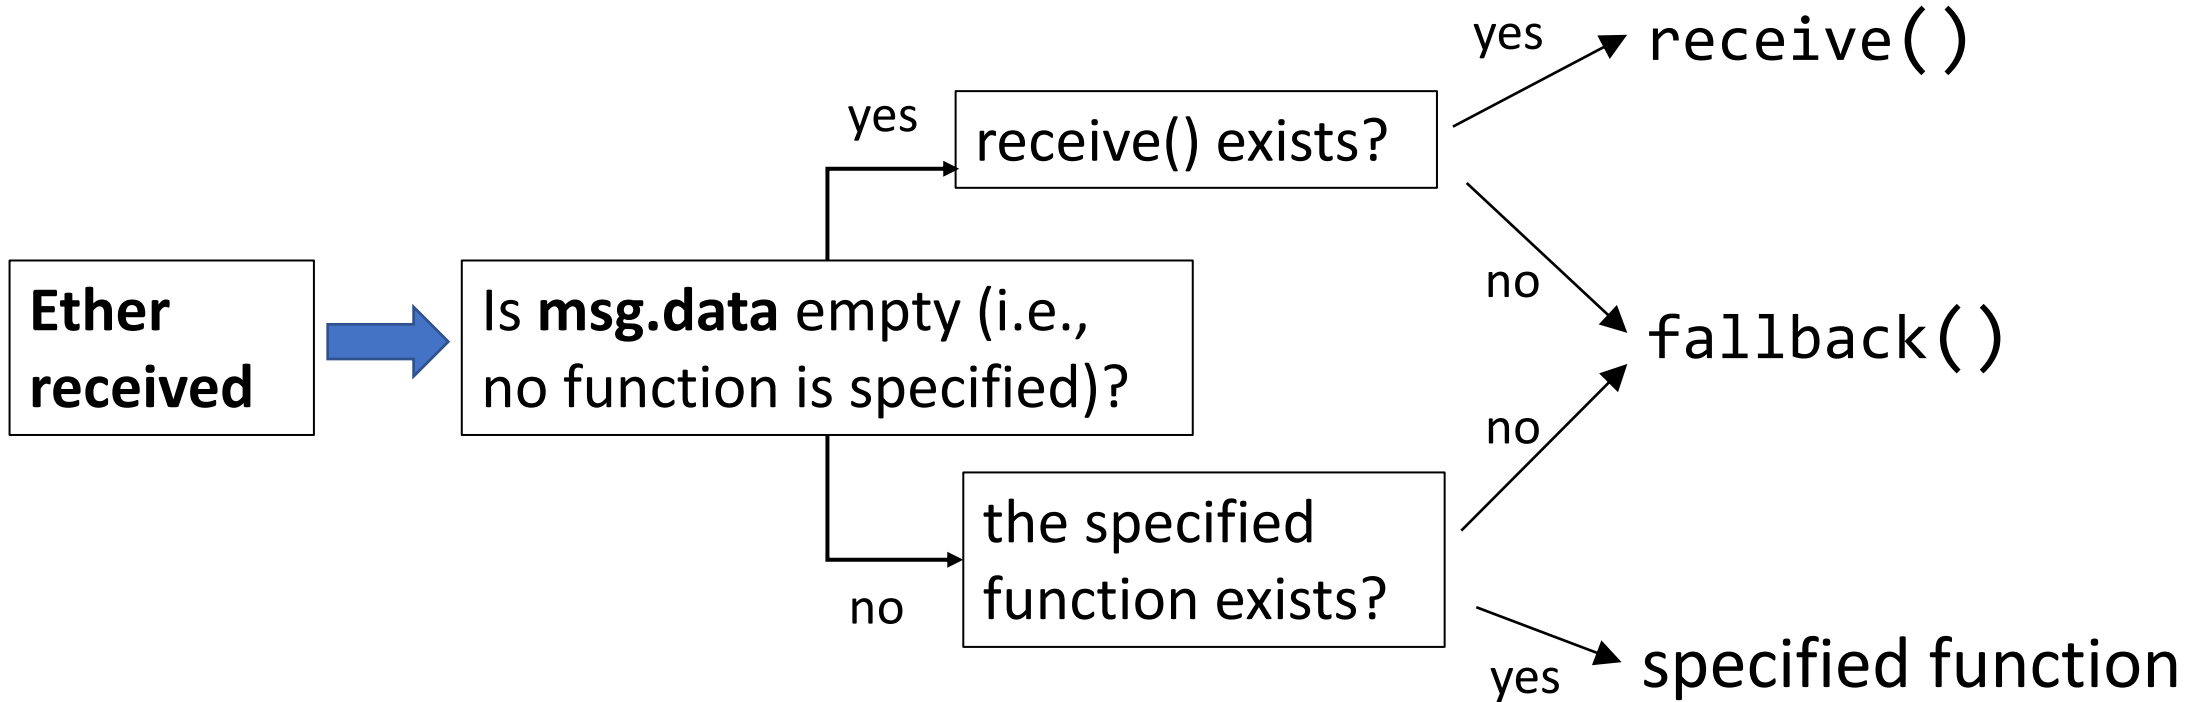 Ether
received
Is msg.data empty (i.e.,
no function is specified)?
yes
receive() exists?
yes
receive()
no
fallback()
no
the specified
function exists?
no
yes
specified function